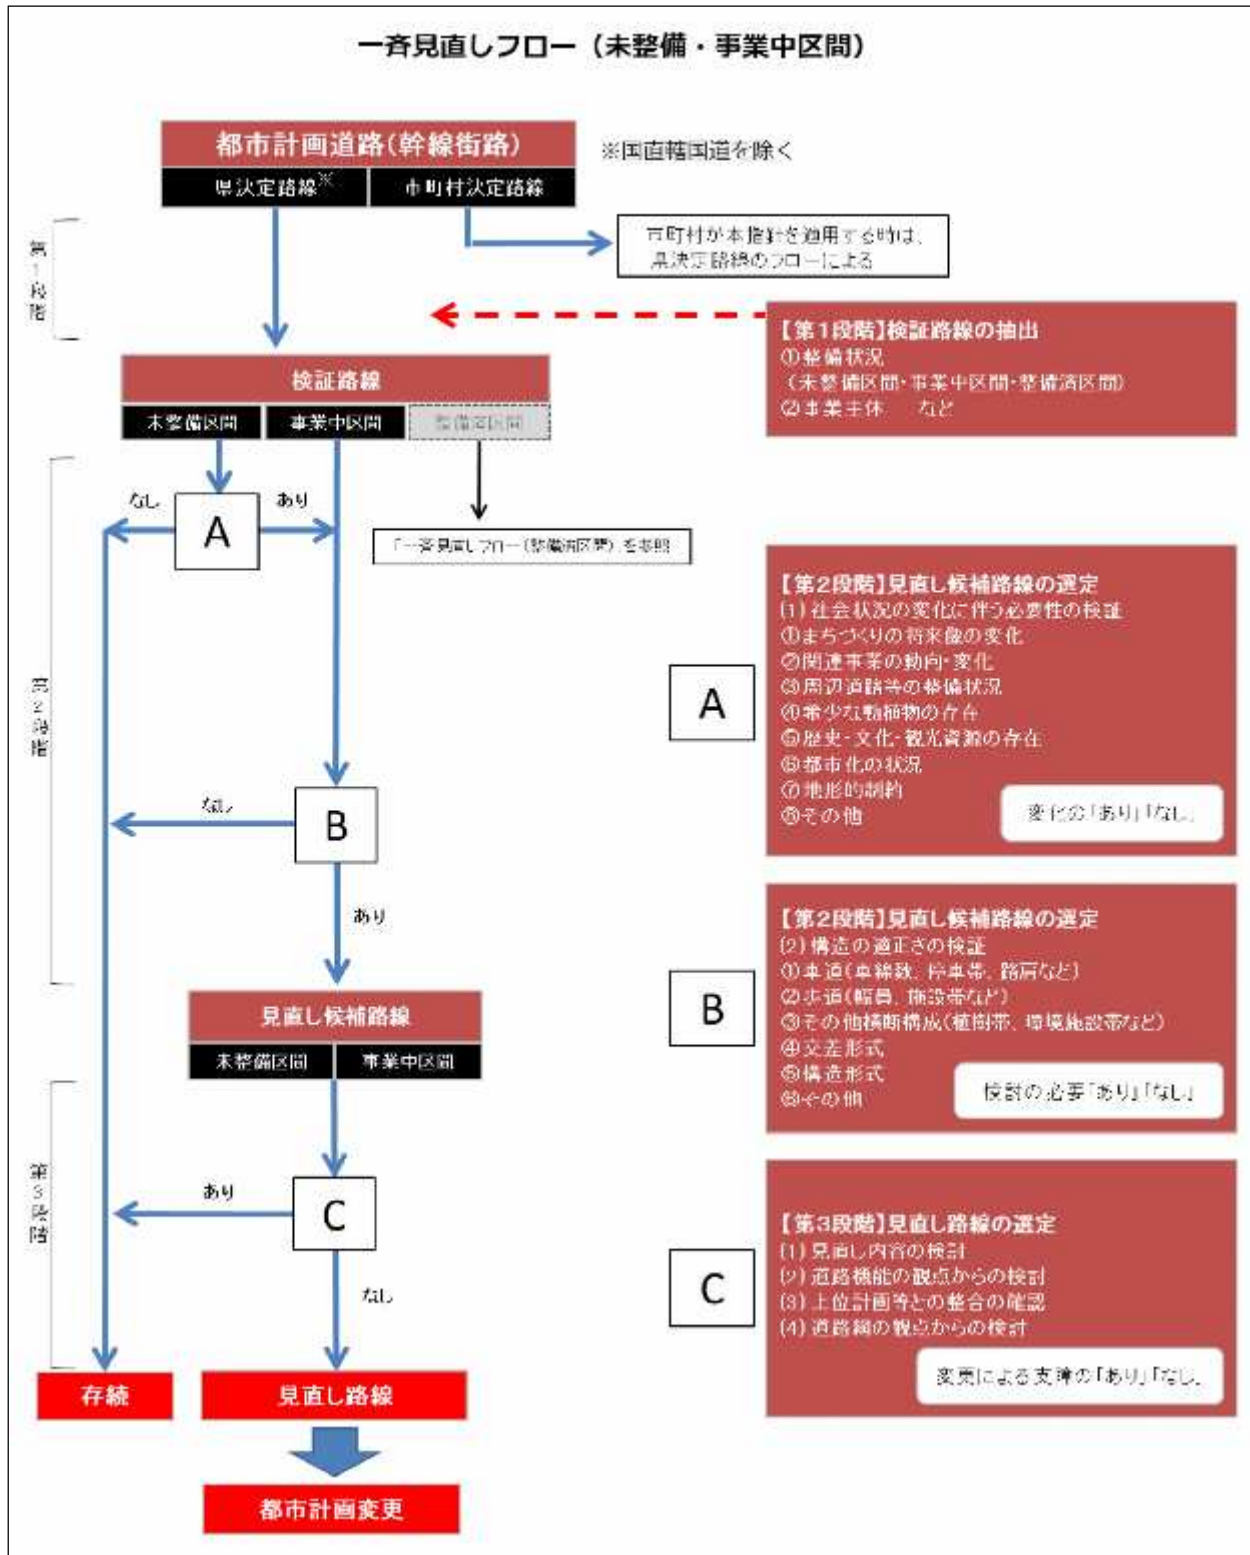 一斉見直しフロー（未整備・事業中区間）
都市計画道路(幹線街路)
※国直轄国道を除く
県決定路線※
市町村決定路線
市町村が本指針を適用する時は、
県決定路線のフローによる
第1段階
【第1段階】検証路線の抽出
①整備状況
（未整備区間・事業中区間・整備済区間）
②事業主体　など
検証路線
未整備区間
事業中区間
整備済区間
なし
A
あり
「一斉見直しフロー（整備済区間）を参照
第2段階
【第2段階】見直し候補路線の選定
(1)社会状況の変化に伴う必要性の検証
①まちづくりの将来像の変化
②関連事業の動向・変化
③周辺道路等の整備状況
④希少な動植物の存在
⑤歴史・文化・観光資源の存在
⑥都市化の状況
⑦地形的制約
⑧その他
変化の「あり」「なし」
A
なし
B
あり
【第2段階】見直し候補路線の選定
(2)構造の適正さの検証
①車道(車線数、停車帯、路肩など)
②歩道(幅員、施設帯など)
③その他横断構成(植樹帯、環境施設帯など)
④交差形式
⑤構造形式
⑥その他
検討の必要「あり」「なし」
B
見直し候補路線
未整備区間
事業中区間
第3段階
あり
C
なし
【第3段階】見直し路線の選定
(1)見直し内容の検討
(2)道路機能の観点からの検討
(3)上位計画等との整合の確認
(4)道路網の観点からの検討
変更による支障の「あり」「なし」
C
存続
見直し路線
都市計画変更